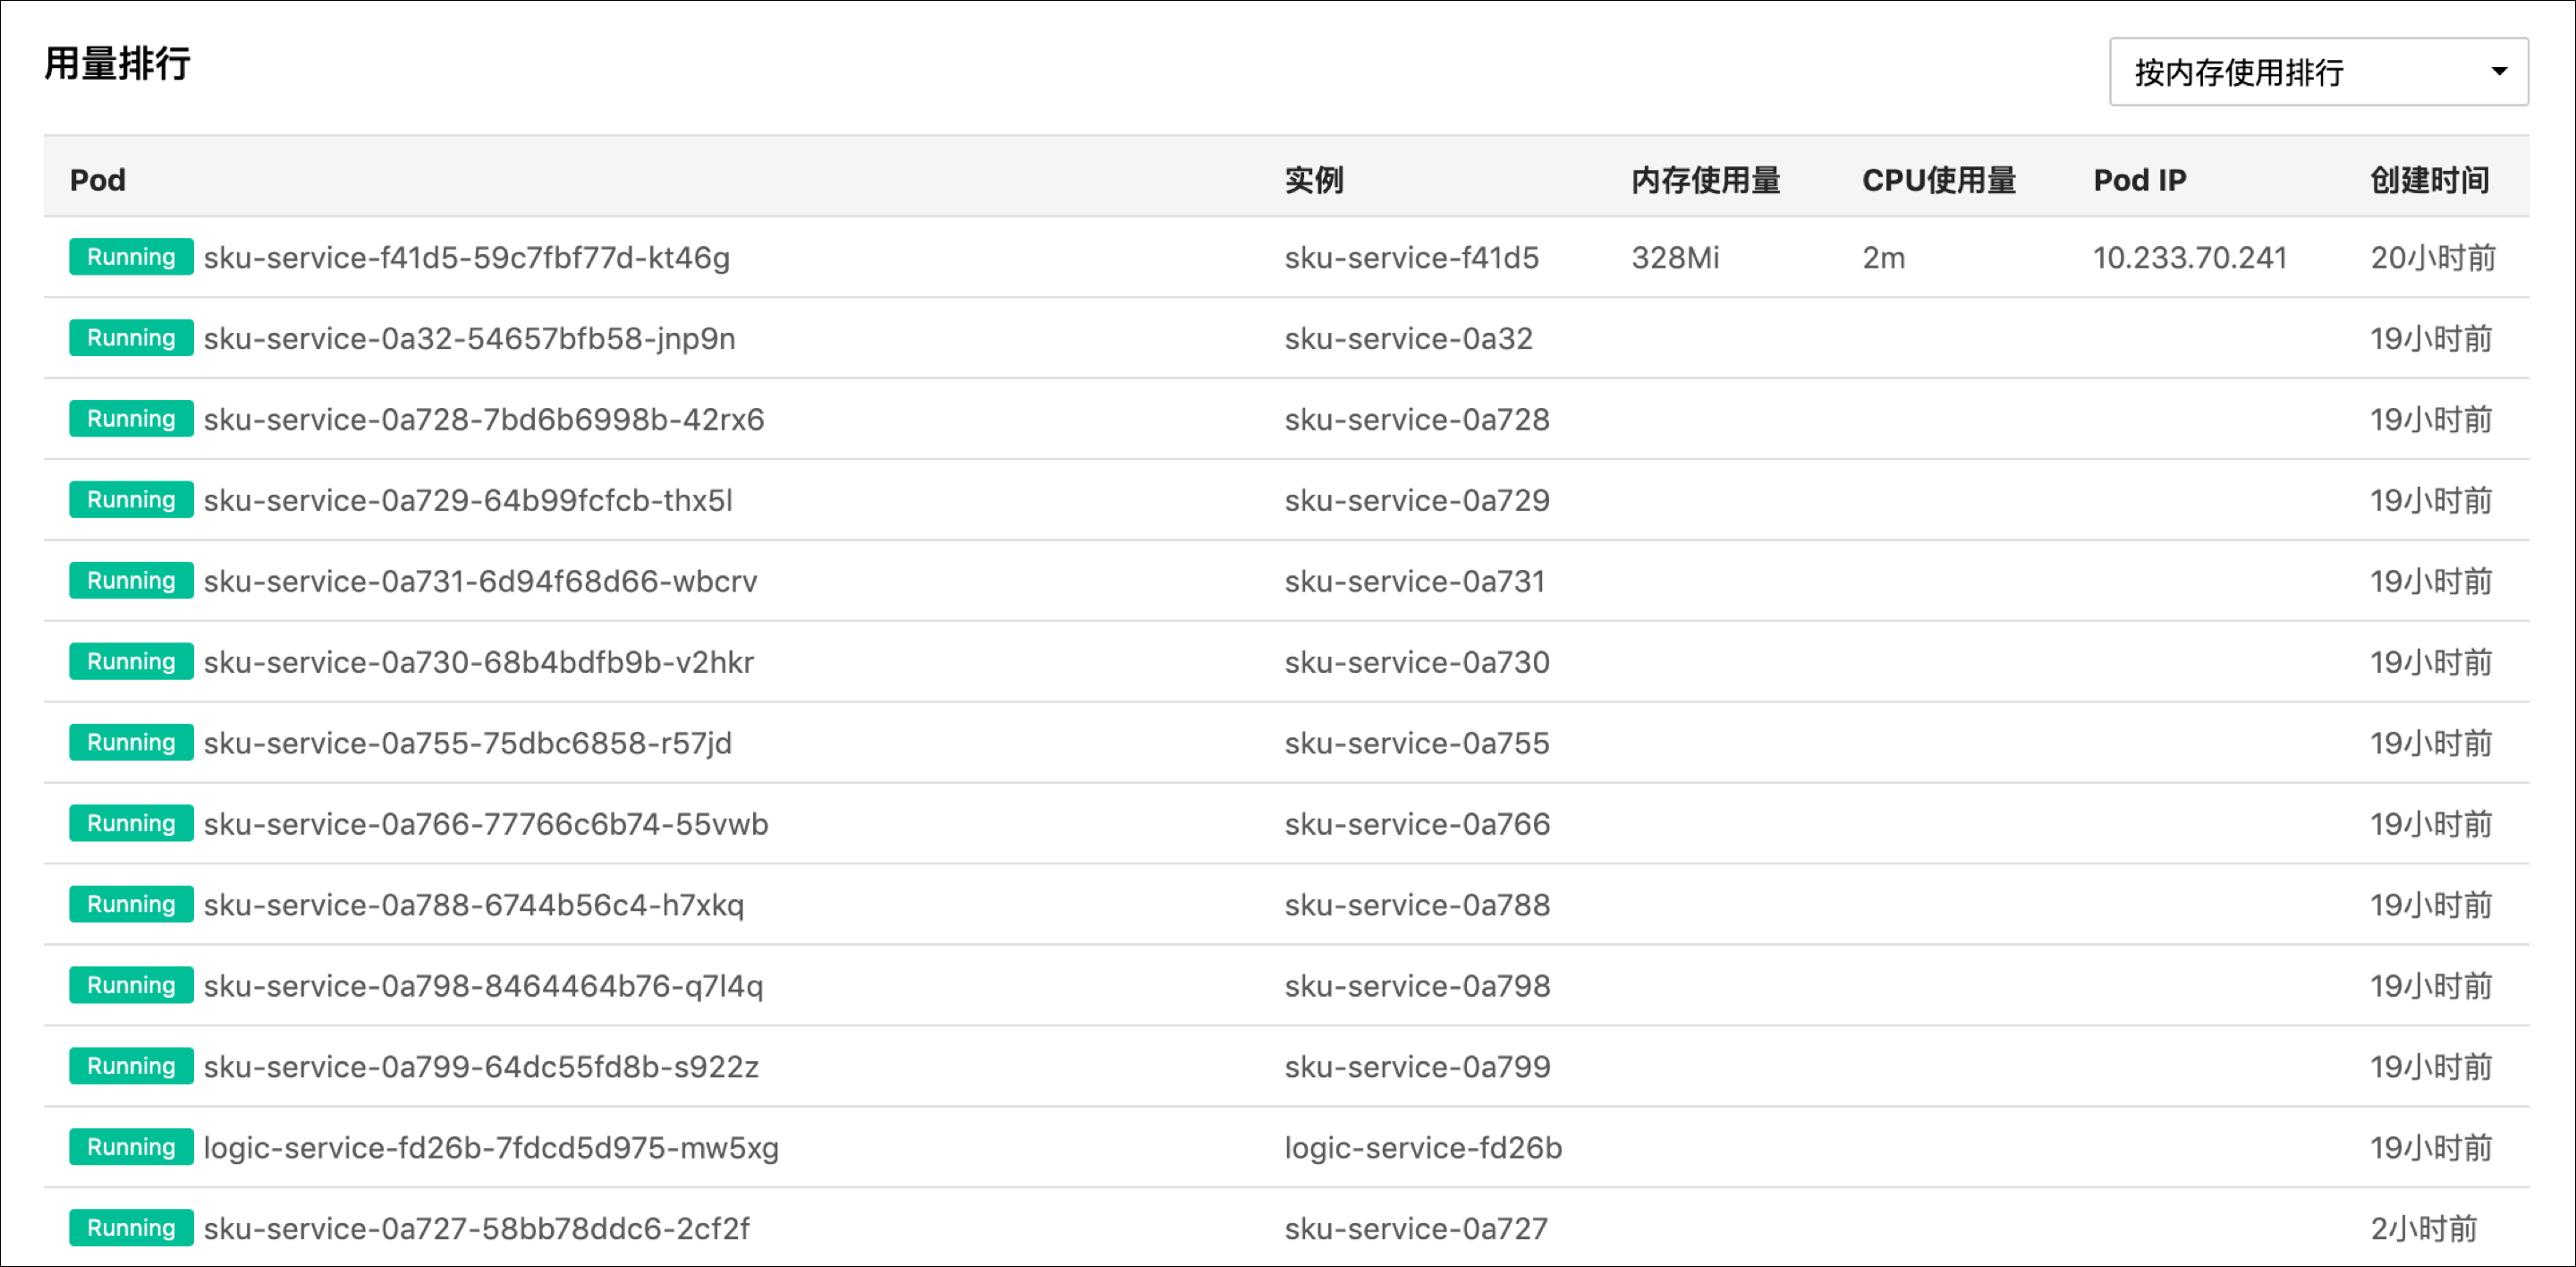 用量排行
按内存使用排行
Pod 实例 内存使用量 CPU使用量 Pod IP 创建时间
Running sku-service-f41d5-59c7fbf77d-kt46g sku-service-f41d5 328Mi 2m 10.233.70.241 20小时前
Running sku-service-0a32-54657bfb58-jnp9n sku-service-0a32 19小时前
Running sku-service-0a728-7bd6b6998b-42rx6 sku-service-0a728 19小时前
Running sku-service-0a729-64b99fcfcb-thx5l sku-service-0a729 19小时前
Running sku-service-0a731-6d94f68d66-wbcrv sku-service-0a731 19小时前
Running sku-service-0a730-68b4bdfb9b-v2hkr sku-service-0a730 19小时前
Running sku-service-0a755-75dbc6858-r57jd sku-service-0a755 19小时前
Running sku-service-0a766-77766c6b74-55vwb sku-service-0a766 19小时前
Running sku-service-0a788-6744b56c4-h7xkq sku-service-0a788 19小时前
Running sku-service-0a798-8464464b76-q7l4q sku-service-0a798 19小时前
Running sku-service-0a799-64dc55fd8b-s922z sku-service-0a799 19小时前
Running logic-service-fd26b-7fdcd5d975-mw5xg logic-service-fd26b 19小时前
Running sku-service-0a727-58bb78ddc6-2cf2f sku-service-0a727 2小时前